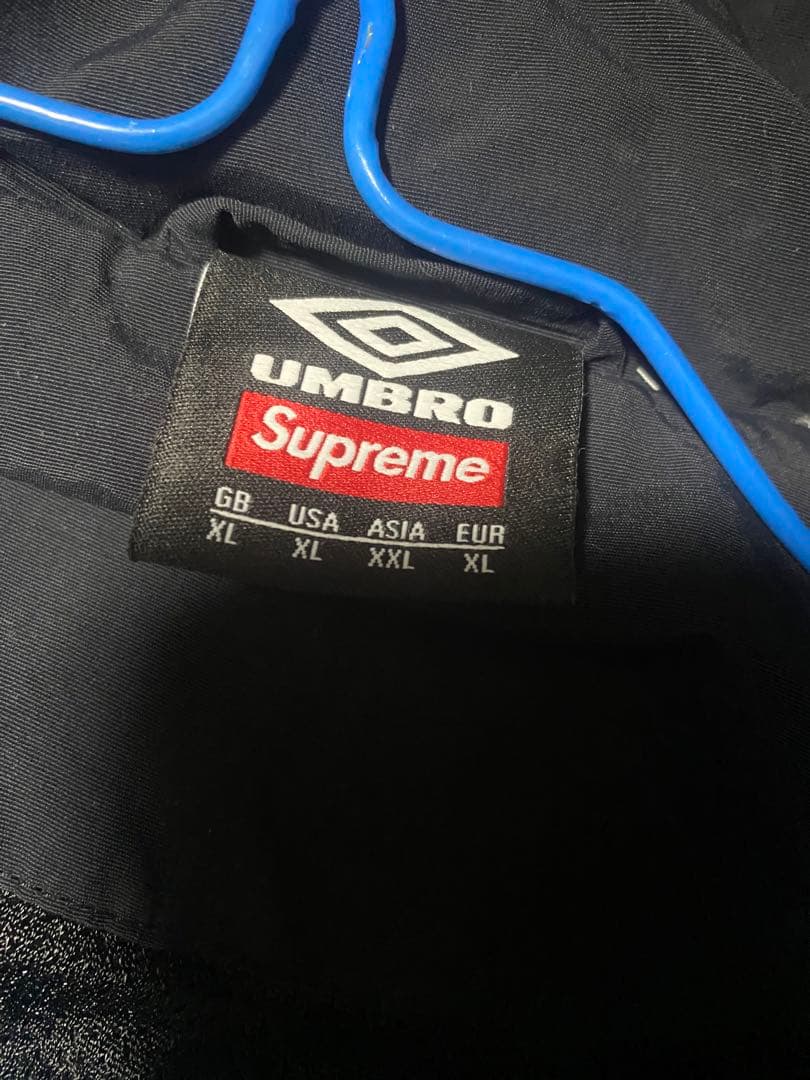 UMBRO
Supreme
GB USA ASIA EUR
XL XL XXL XL